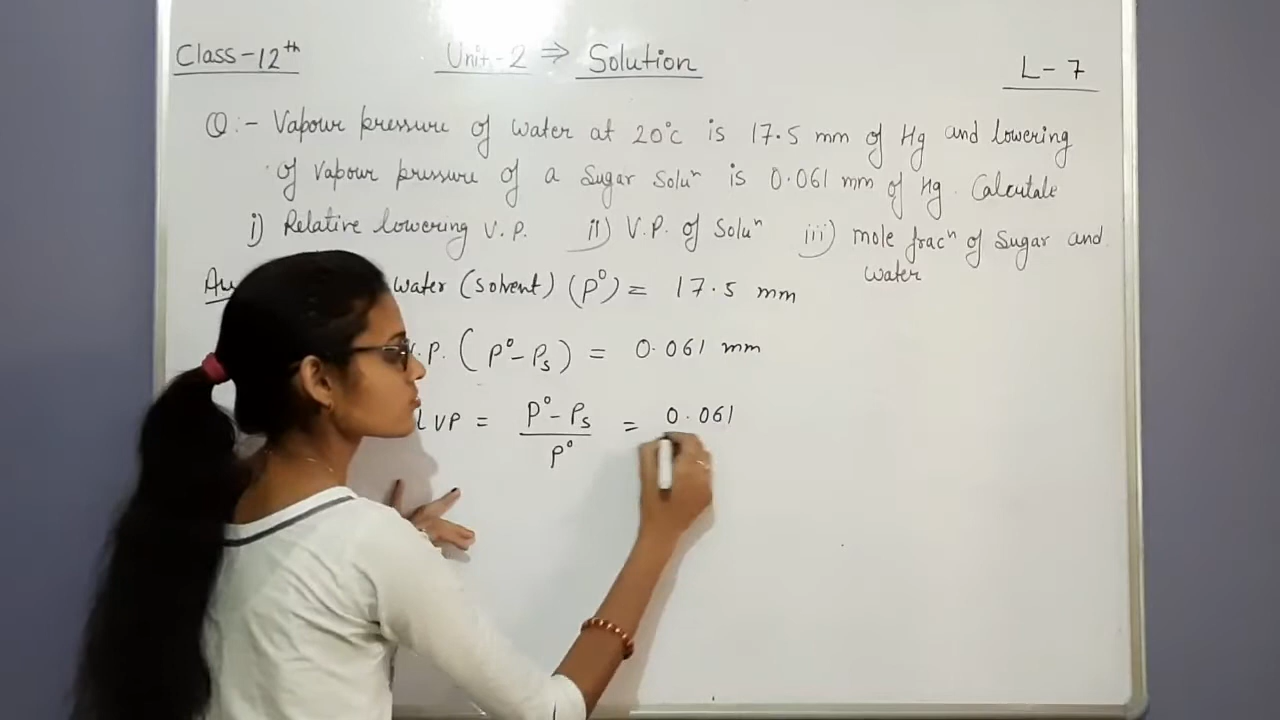 Class-12th
Unit-2 ⇒ Solution
L-7
Q:- Vapour pressure of water at 20°c is 17.5 mm of Hg and lowering
of vapour pressure of a Sugar Soluⁿ is 0.061 mm of Hg. Calculate
i) Relative lowering V.P. ii) V.P. of Soluⁿ iii) mole fracⁿ of Sugar and
water
water (solvent) (P°) = 17.5 mm
.P. (P°-Ps) = 0.061 mm
LVP = P°-Ps / P° = 0.061